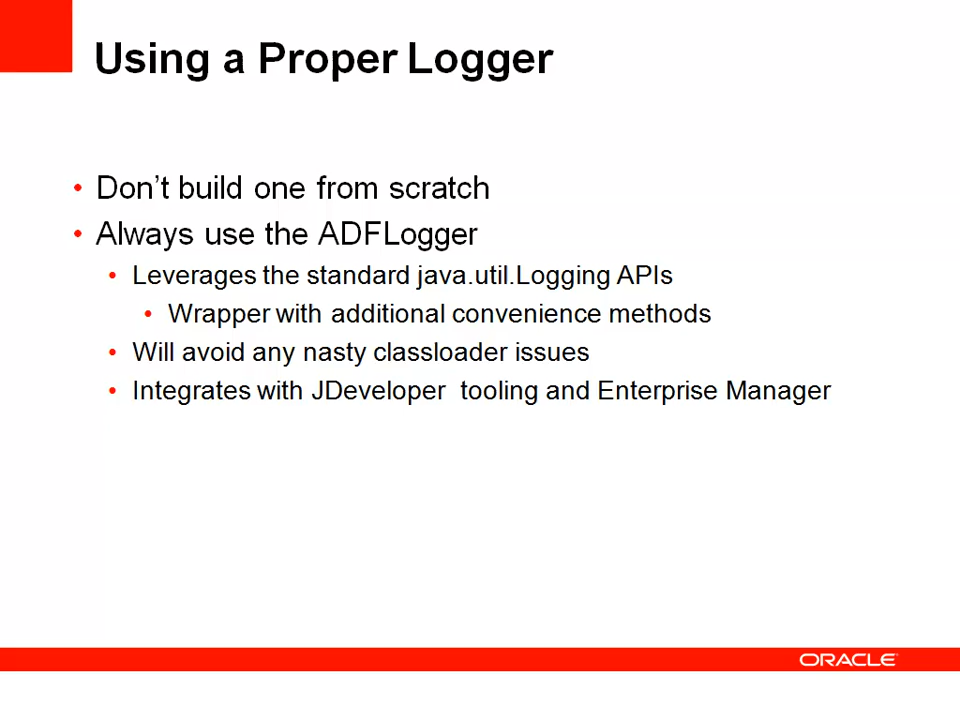 Using a Proper Logger
• Don't build one from scratch
• Always use the ADFLogger
• Leverages the standard java.util.Logging APIs
• Wrapper with additional convenience methods
• Will avoid any nasty classloader issues
• Integrates with JDeveloper  tooling and Enterprise Manager
ORACLE